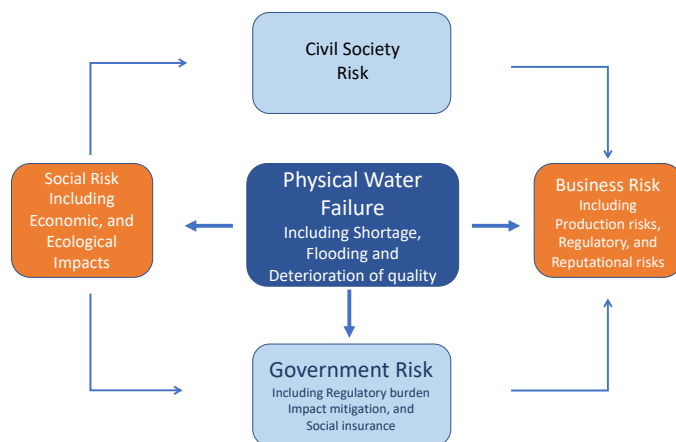 Civil Society
Risk
Social Risk
Including
Economic, and
Ecological
Impacts
Physical Water
Failure
Including Shortage,
Flooding and
Deterioration of quality
Business Risk
Including
Production risks,
Regulatory, and
Reputational risks
Government Risk
Including Regulatory burden
Impact mitigation, and
Social insurance